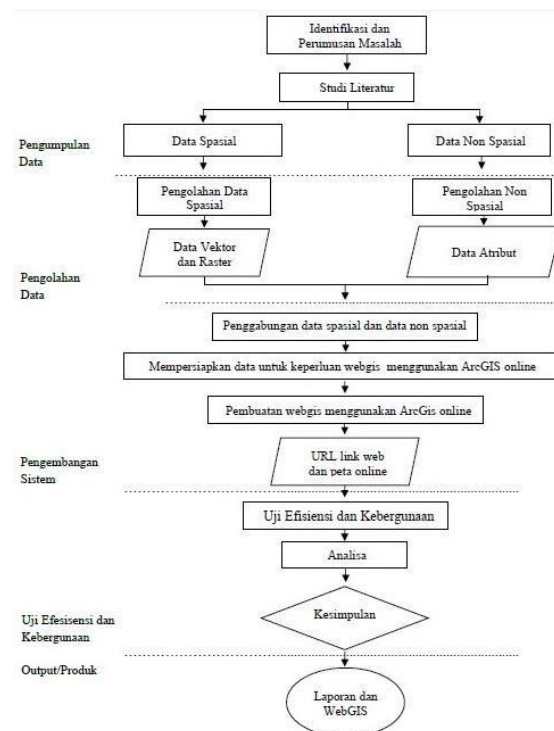 Identifikasi dan
Perumusan Masalah
Studi Literatur
Data Spasial
Data Non Spasial
Pengumpulan
Data
Pengolahan Data
Spasial
Pengolahan Non
Spasial
Data Vektor
dan Raster
Data Atribut
Pengolahan
Data
Penggabungan data spasial dan data non spasial
Mempersiapkan data untuk keperluan webgis menggunakan ArcGIS online
Pembuatan webgis menggunakan ArcGis online
URL link web
dan peta online
Pengembangan
Sistem
Uji Efisiensi dan Kebergunaan
Analisa
Kesimpulan
Uji Efesisensi dan
Kebergunaan
Output/Produk
Laporan dan
WebGIS